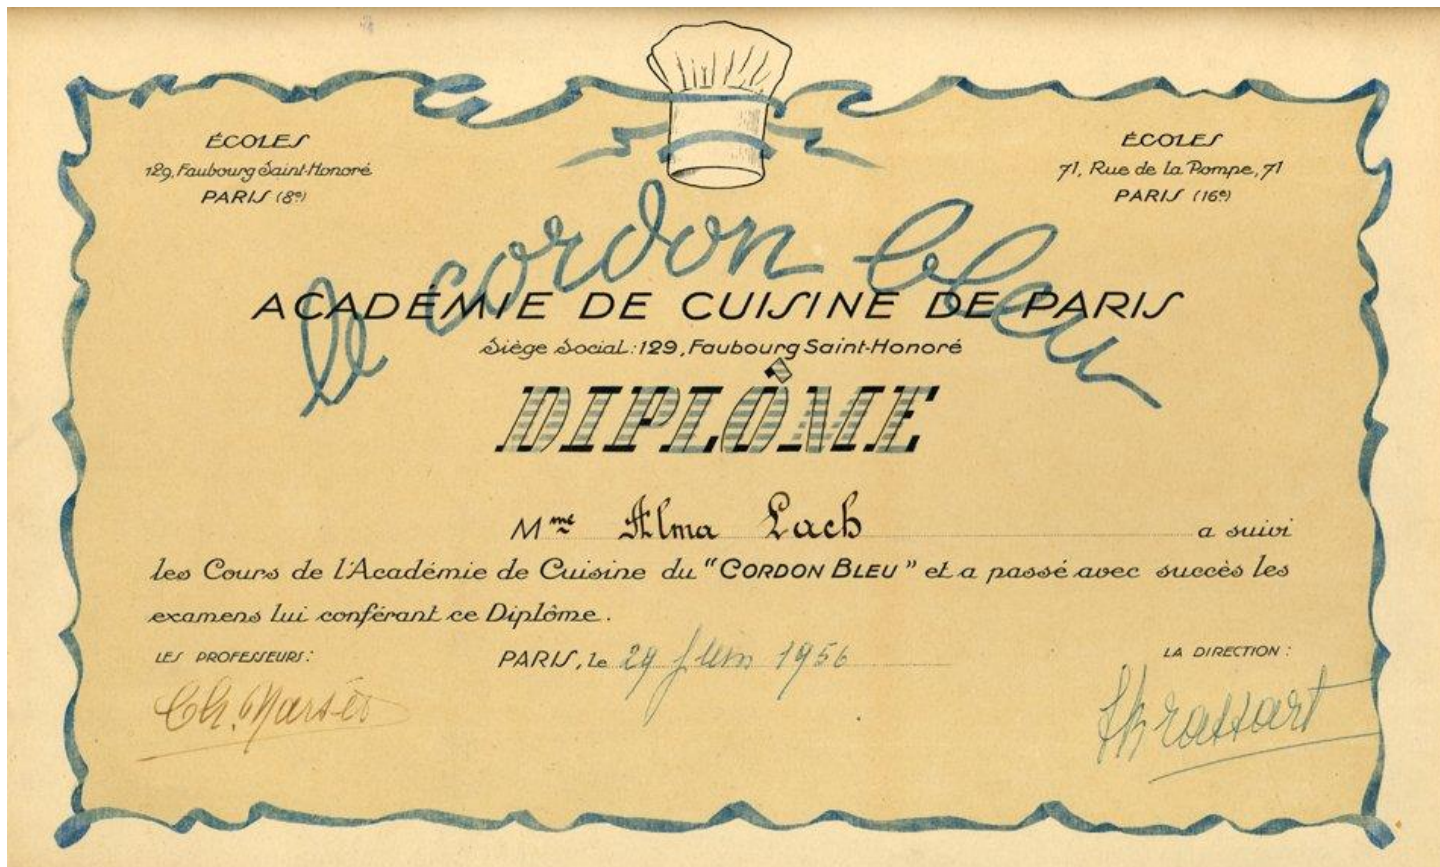 ÉCOLES
129, Faubourg Saint-Honoré
PARIS (8e)
ÉCOLES
71, Rue de la Pompe, 71
PARIS (16e)
le cordon bleu
ACADÉMIE DE CUISINE DE PARIS
Siège Social: 129, Faubourg Saint-Honoré
DIPLÔME
Mme Alma Lach a suivi
les Cours de l'Académie de Cuisine du "CORDON BLEU" et a passé avec succès les
examens lui conférant ce Diplôme.
LES PROFESSEURS:
PARIS, le 29 Juin 1956
LA DIRECTION: